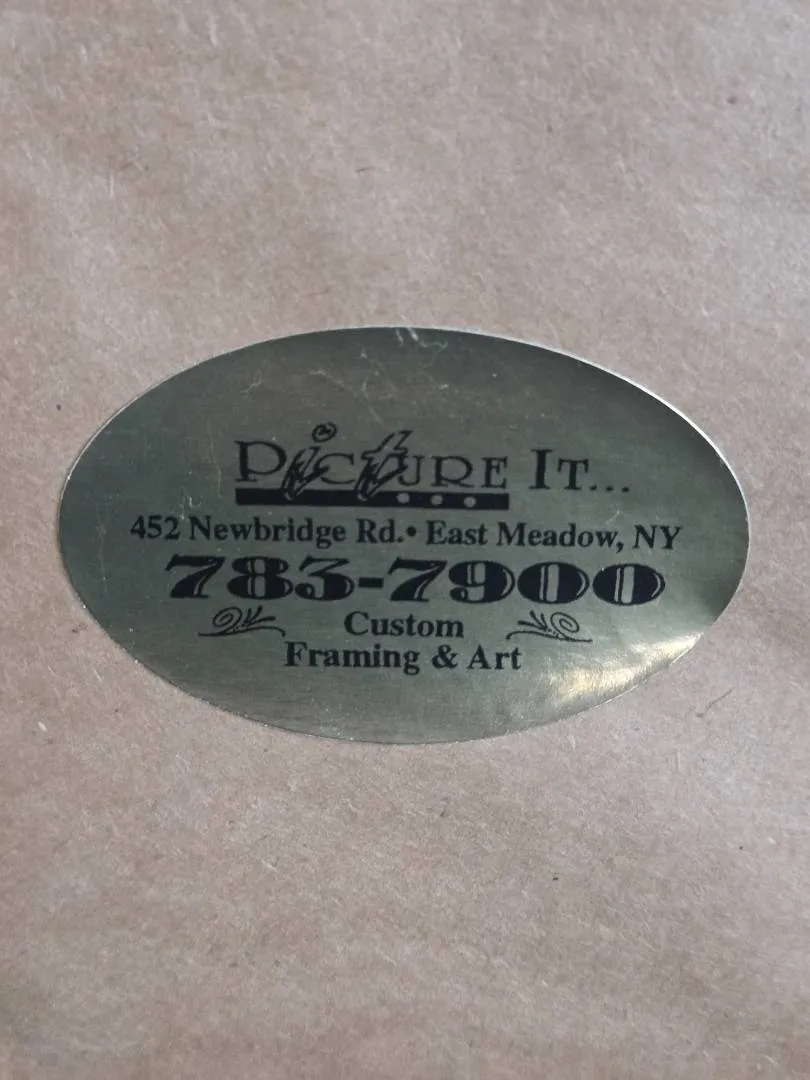 Picture It...
452 Newbridge Rd.• East Meadow, NY
783-7900
Custom
Framing & Art